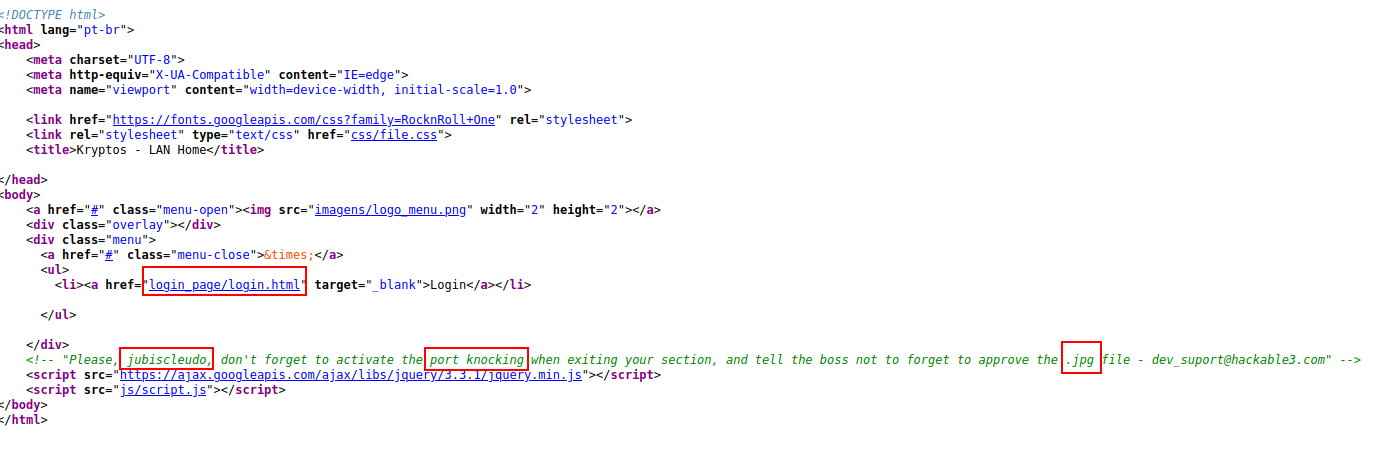 <!DOCTYPE html>
<html lang="pt-br">
<head>
<meta charset="UTF-8">
<meta http-equiv="X-UA-Compatible" content="IE=edge">
<meta name="viewport" content="width=device-width, initial-scale=1.0">
<link href="https://fonts.googleapis.com/css?family=RocknRoll+One" rel="stylesheet">
<link rel="stylesheet" type="text/css" href="css/file.css">
<title>Kryptos - LAN Home</title>
</head>
<body>
<a href="#" class="menu-open"><img src="imagens/logo_menu.png" width="2" height="2"></a>
<div class="overlay"></div>
<div class="menu">
<a href="#" class="menu-close">&times;</a>
<ul>
<li><a href="login_page/login.html" target="_blank">Login</a></li>
</ul>
</div>
<!-- "Please, jubiscleudo, don't forget to activate the port knocking when exiting your section, and tell the boss not to forget to approve the .jpg file - dev_suport@hackable3.com" -->
<script src="https://ajax.googleapis.com/ajax/libs/jquery/3.3.1/jquery.min.js"></script>
<script src="js/script.js"></script>
</body>
</html>